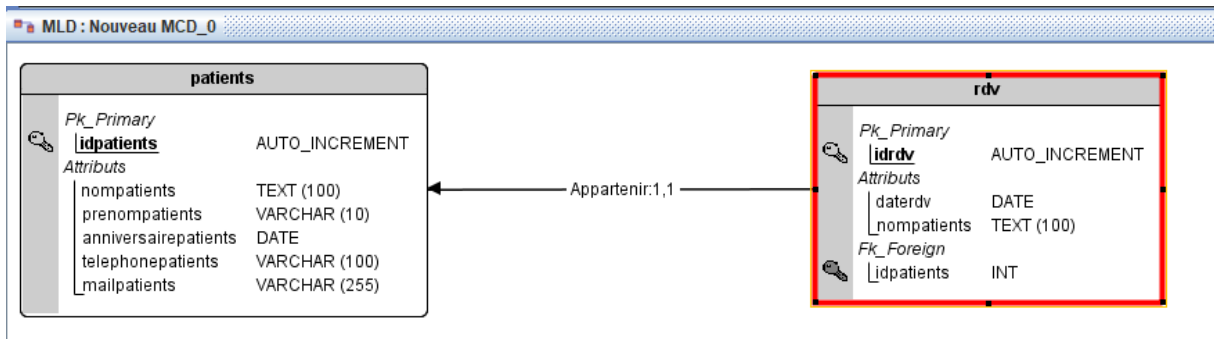 MLD : Nouveau MCD_0
patients
Pk_Primary
idpatients AUTO_INCREMENT
Attributs
nompatients TEXT (100)
prenompatients VARCHAR (10)
anniversairepatients DATE
telephonepatients VARCHAR (100)
mailpatients VARCHAR (255)
Appartenir:1,1
rdv
Pk_Primary
idrdv AUTO_INCREMENT
Attributs
daterdv DATE
nompatients TEXT (100)
Fk_Foreign
idpatients INT